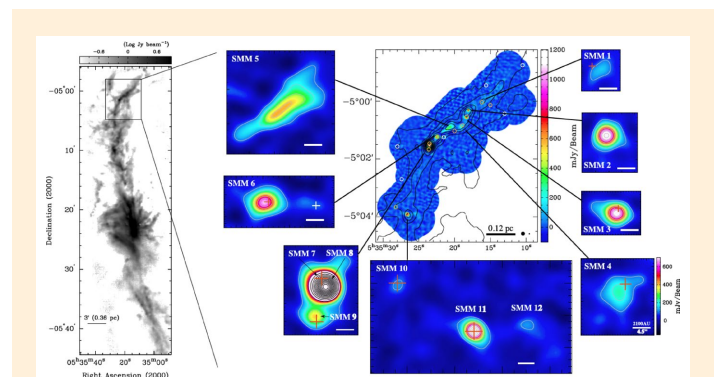 (Log Jy beam⁻¹)
−0.6 0 0.6
−05°00'
10'
20'
30'
−05°40'
Declination (2000)
3' (0.36 pc)
05ʰ35ᵐ40ˢ 20ˢ 35ᵐ00ˢ
Right Ascension (2000)
SMM 5
SMM 6
SMM 7
SMM 8
SMM 9
−5°00'
−5°02'
−5°04'
5ʰ35ᵐ30ˢ 25ˢ 20ˢ 15ˢ 10ˢ
0.12 pc
1200
1000
800
600
400
200
0
mJy/Beam
SMM 1
SMM 2
SMM 3
SMM 4
2100AU
4.5"
600
400
200
0
mJy/Beam
SMM 10
SMM 11
SMM 12